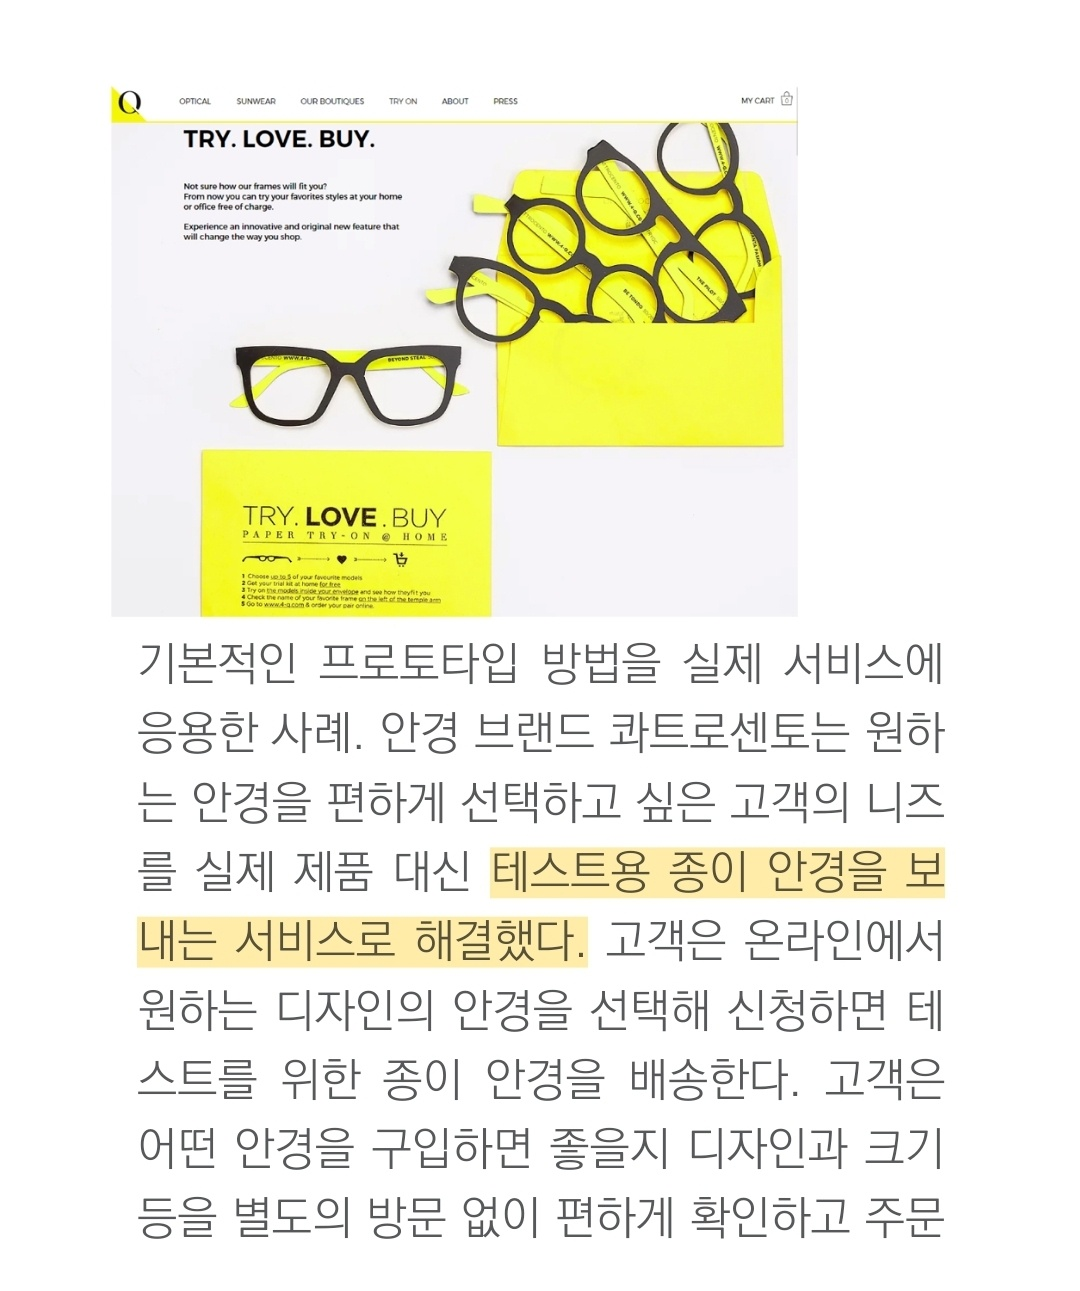 Q
OPTICAL SUNWEAR OUR BOUTIQUES TRY ON ABOUT PRESS MY CART 0
TRY. LOVE. BUY.
Not sure how our frames will fit you?
From now you can try your favorites styles at your home
or office free of charge.
Experience an innovative and original new feature that
will change the way you shop.
THE PILOT
BEYOND STEAL
TRY. LOVE. BUY
PAPER TRY-ON @ HOME
1 Choose up to 5 of your favourite models
2 Get your trial kit at home for free
3 Try on the models inside your envelope and see how they fit you
4 Check the name of your favorite frame on the left of the temple arm
5 Go to www.4-q.com & order your pair online.
기본적인 프로토타입 방법을 실제 서비스에
응용한 사례. 안경 브랜드 콰트로센토는 원하
는 안경을 편하게 선택하고 싶은 고객의 니즈
를 실제 제품 대신 테스트용 종이 안경을 보
내는 서비스로 해결했다. 고객은 온라인에서
원하는 디자인의 안경을 선택해 신청하면 테
스트를 위한 종이 안경을 배송한다. 고객은
어떤 안경을 구입하면 좋을지 디자인과 크기
등을 별도의 방문 없이 편하게 확인하고 주문